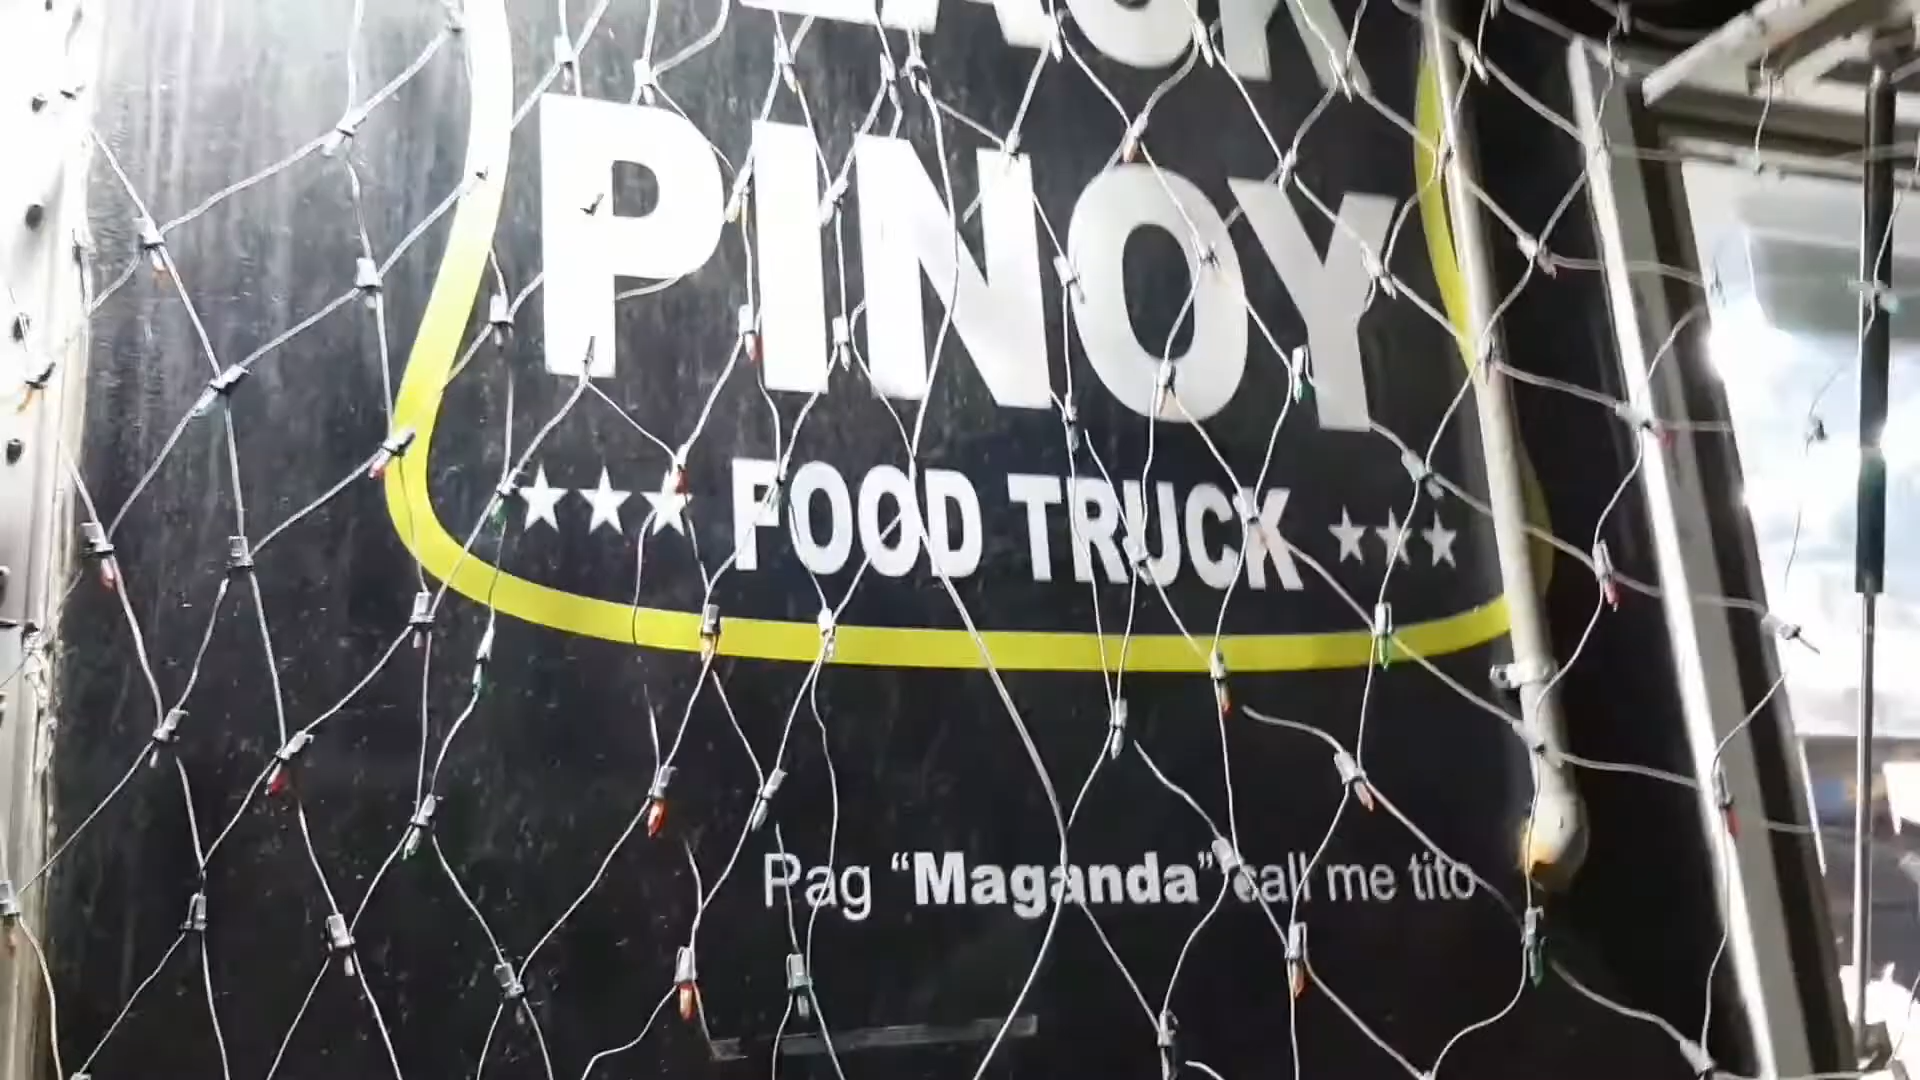 PINOY
★★★ FOOD TRUCK ★★★
Pag “Maganda” call me tito